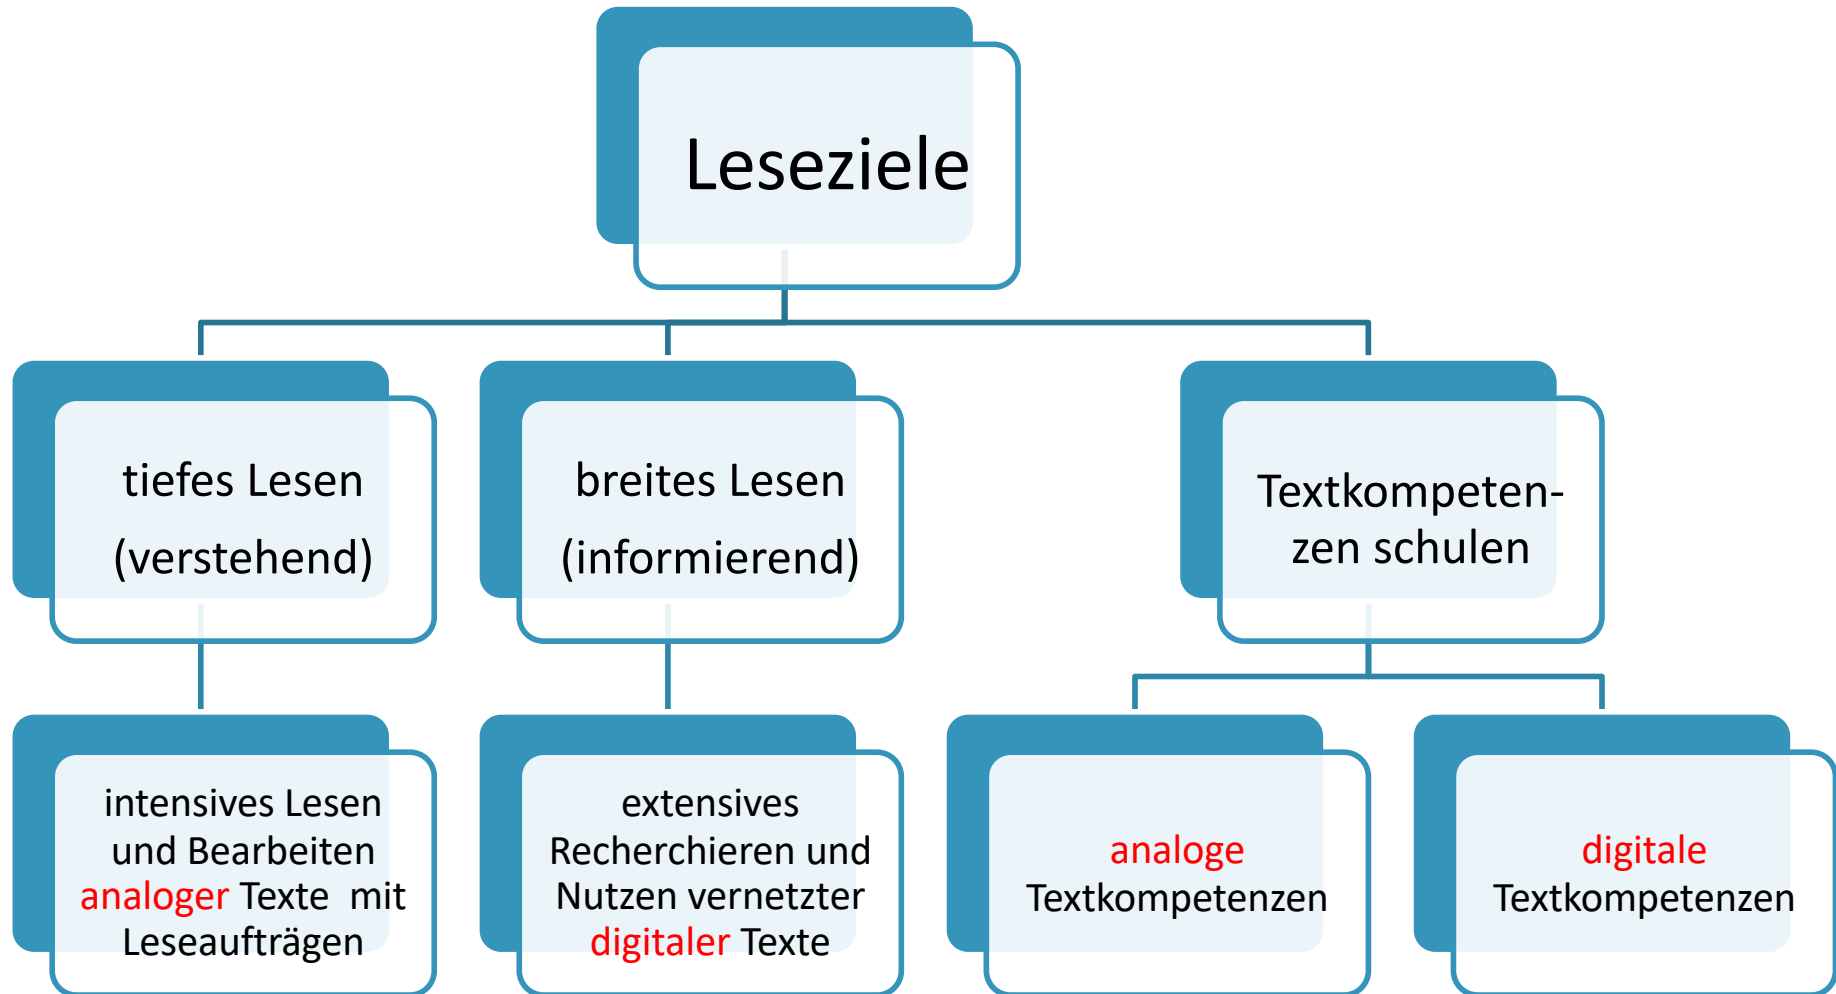 Leseziele
tiefes Lesen
(verstehend)
breites Lesen
(informierend)
Textkompeten-
zen schulen
intensives Lesen
und Bearbeiten
analoger Texte  mit
Leseaufträgen
extensives
Recherchieren und
Nutzen vernetzter
digitaler Texte
analoge
Textkompetenzen
digitale
Textkompetenzen